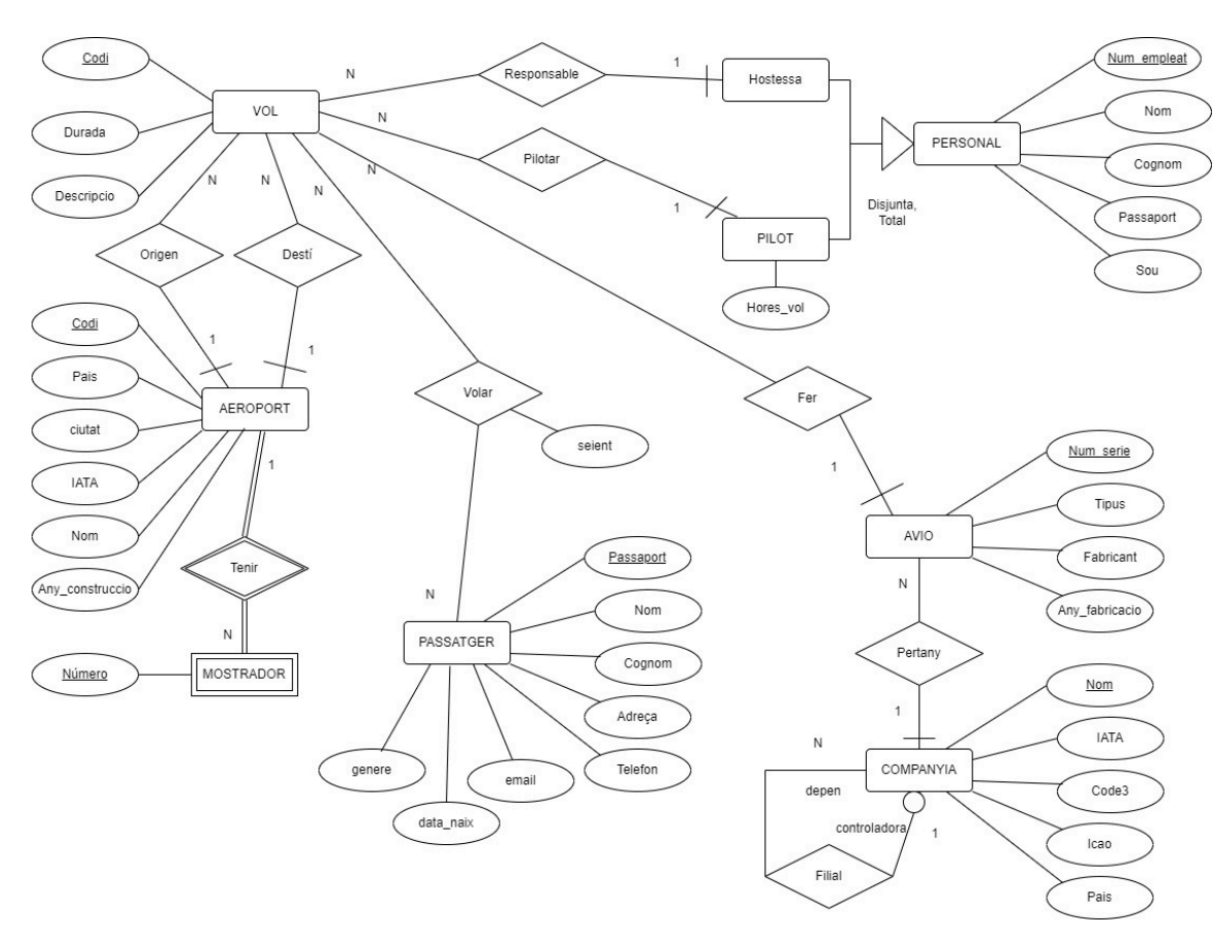 Codi
Durada
Descripcio
VOL
N
Responsable
1
Hostessa
N
Pilotar
1
PILOT
Hores_vol
Disjunta,
Total
PERSONAL
Num_empleat
Nom
Cognom
Passaport
Sou
N
N
N
N
Origen
Destí
1
1
Codi
Pais
ciutat
IATA
Nom
Any_construccio
AEROPORT
1
Tenir
N
Número
MOSTRADOR
Volar
seient
N
PASSATGER
Passaport
Nom
Cognom
Adreça
Telefon
email
data_naix
genere
Fer
1
AVIO
Num_serie
Tipus
Fabricant
Any_fabricacio
N
Pertany
1
COMPANYIA
Nom
IATA
Code3
Icao
Pais
N
depen
controladora
1
Filial